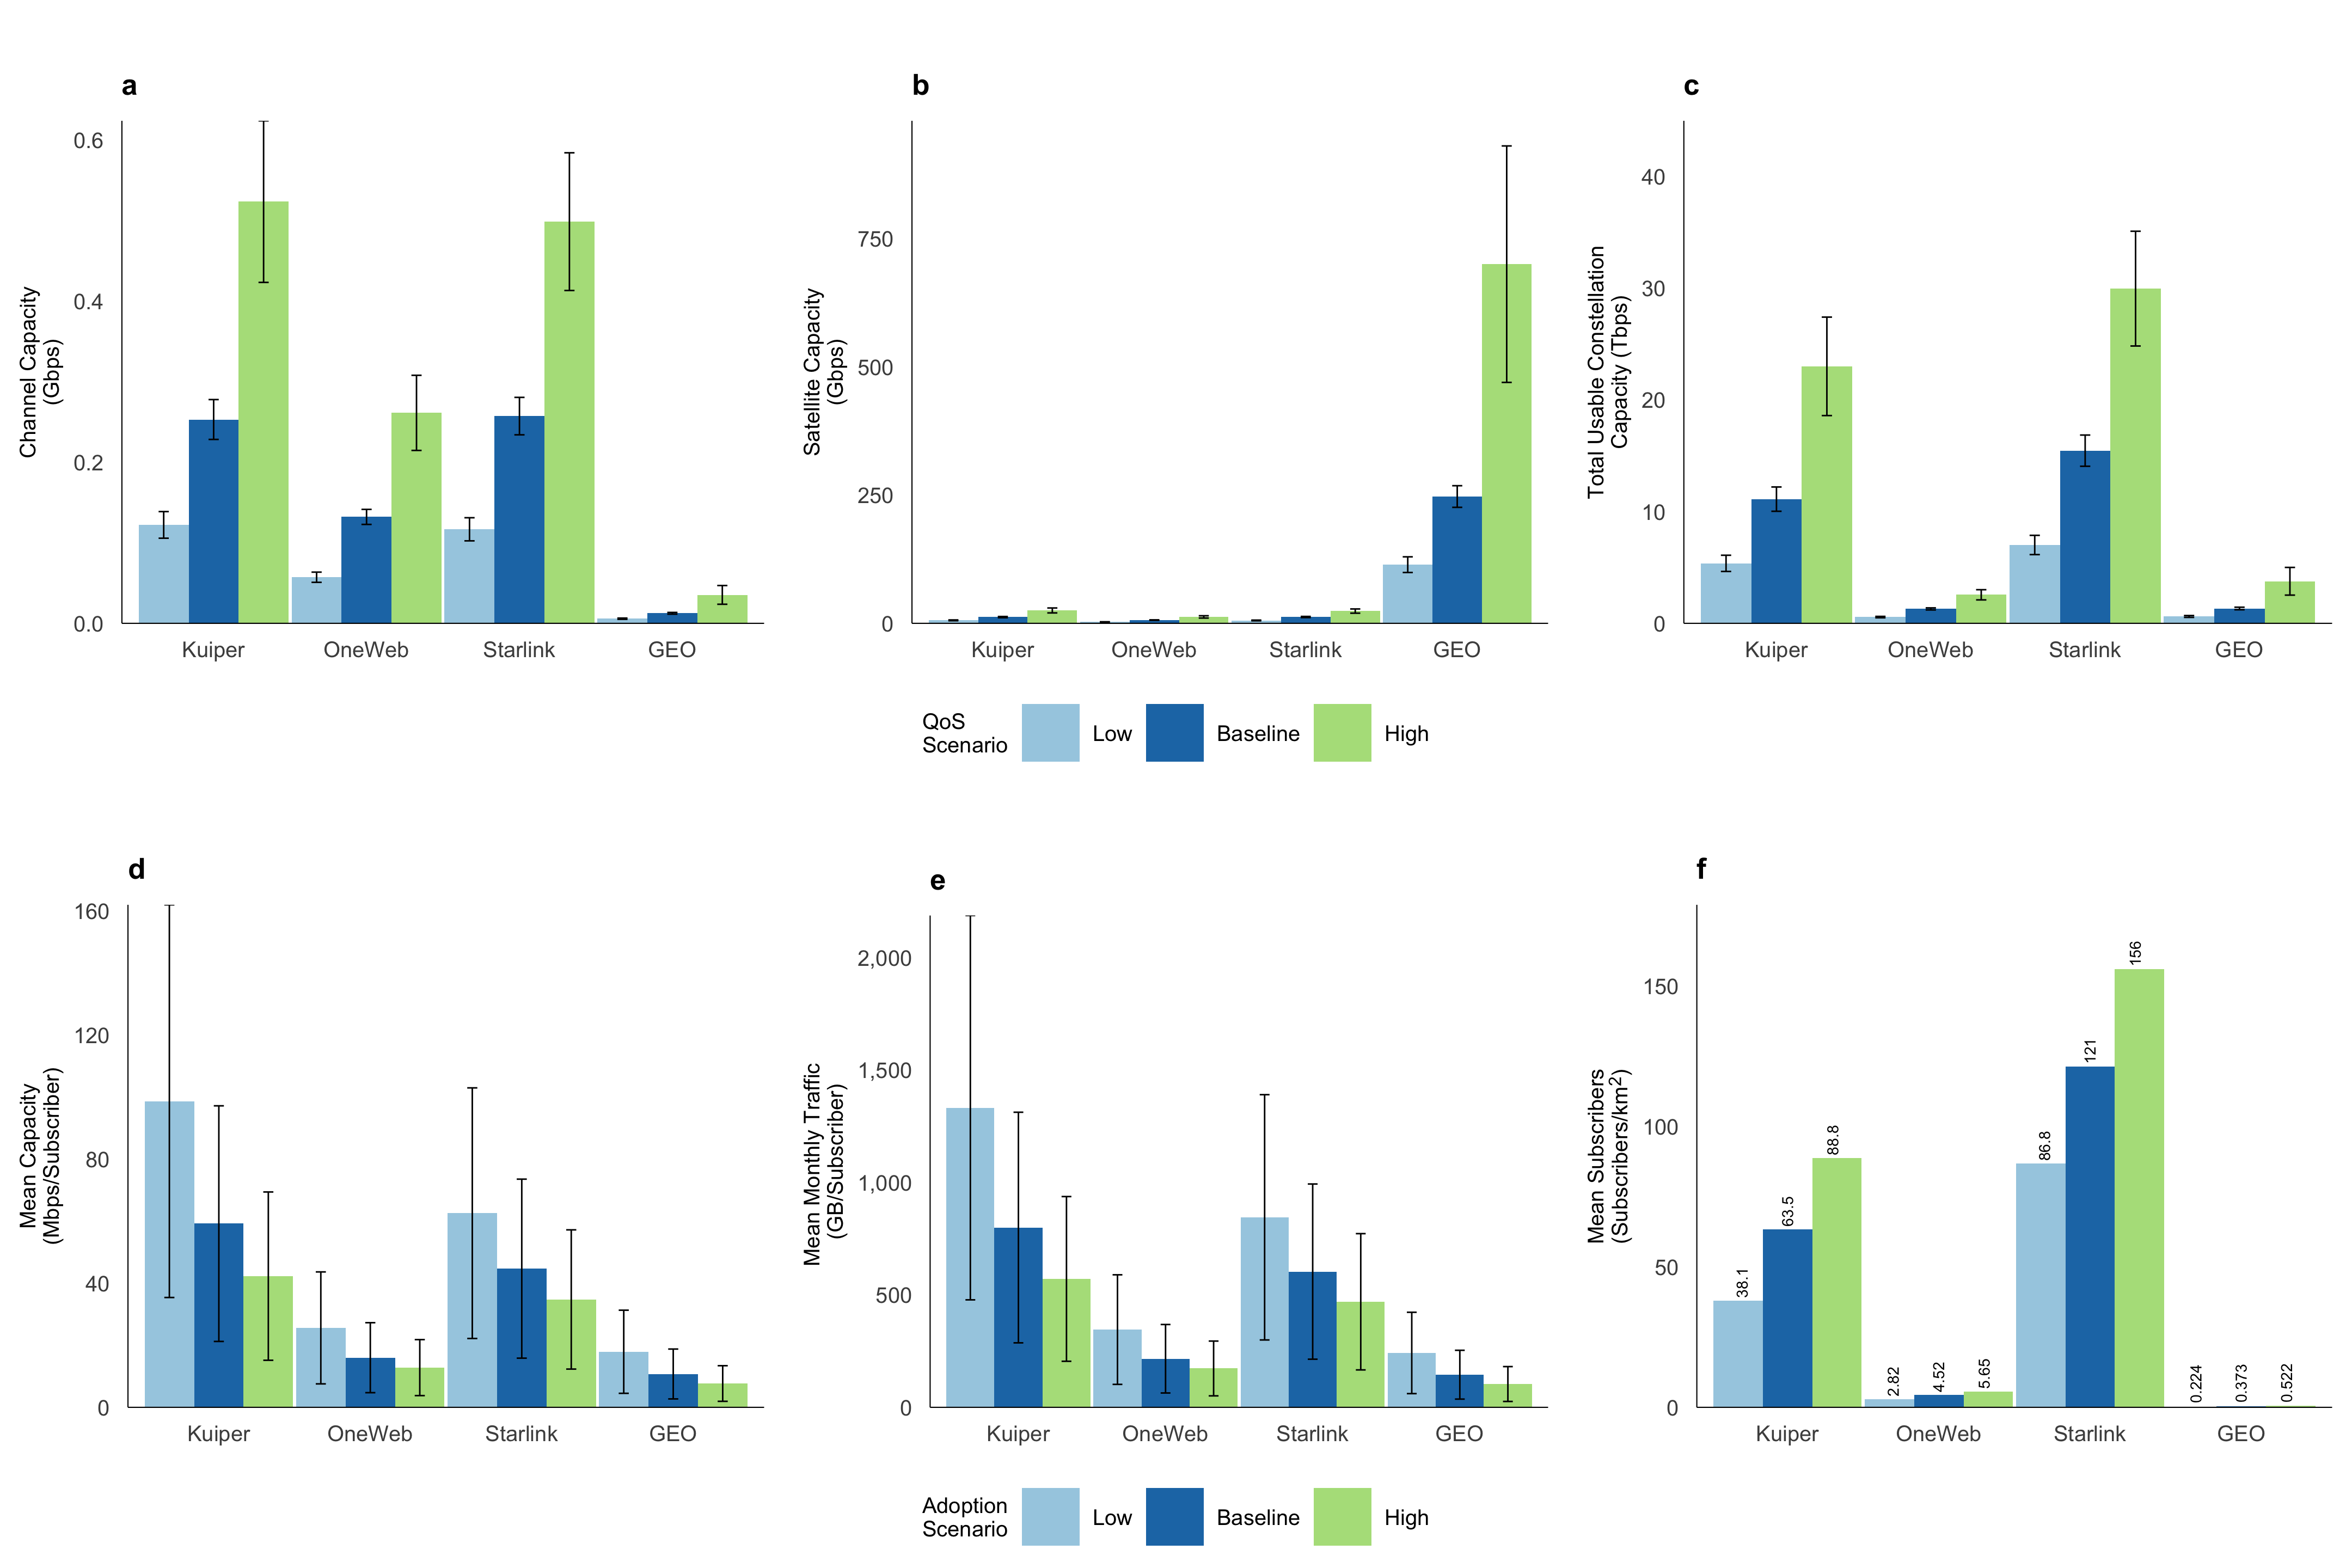 a
Channel Capacity
(Gbps)
0.6
0.4
0.2
0.0
Kuiper
OneWeb
Starlink
GEO
b
Satellite Capacity
(Gbps)
750
500
250
0
Kuiper
OneWeb
Starlink
GEO
c
Total Usable Constellation
Capacity (Tbps)
40
30
20
10
0
Kuiper
OneWeb
Starlink
GEO
QoS
Scenario
Low
Baseline
High
d
Mean Capacity
(Mbps/Subscriber)
160
120
80
40
0
Kuiper
OneWeb
Starlink
GEO
e
Mean Monthly Traffic
(GB/Subscriber)
2,000
1,500
1,000
500
0
Kuiper
OneWeb
Starlink
GEO
f
Mean Subscribers
(Subscribers/km²)
150
100
50
0
38.1
63.5
88.8
2.82
4.52
5.65
86.8
121
156
0.224
0.373
0.522
Kuiper
OneWeb
Starlink
GEO
Adoption
Scenario
Low
Baseline
High